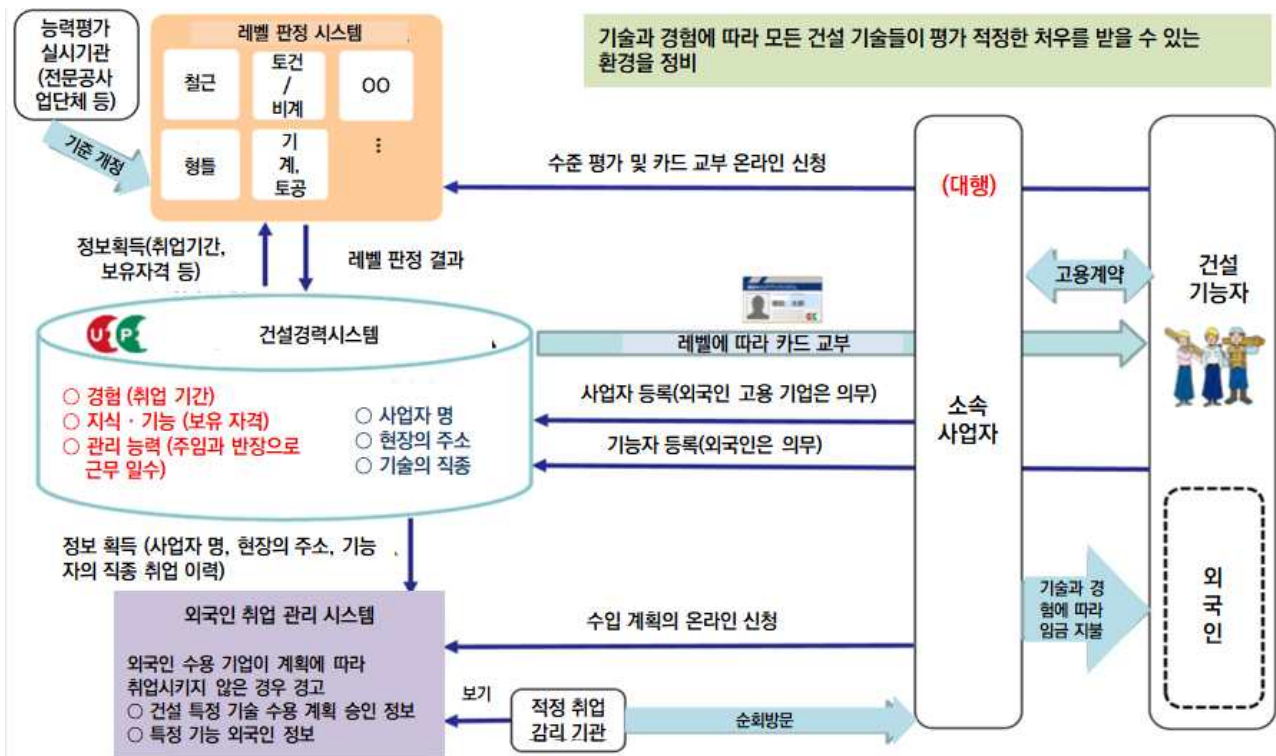 능력평가
실시기관
(전문공사
업단체 등)
기준 개정
레벨 판정 시스템
철근
토건
/
비계
OO
형틀
기
계,
토공
⋮
기술과 경험에 따라 모든 건설 기술들이 평가 적정한 처우를 받을 수 있는
환경을 정비
수준 평가 및 카드 교부 온라인 신청
(대행)
정보획득(취업기간,
보유자격 등)
레벨 판정 결과
고용계약
건설
기능자
U P
건설경력시스템
레벨에 따라 카드 교부
○ 경험 (취업 기간)
○ 지식 · 기능 (보유 자격)
○ 관리 능력 (주임과 반장으로
근무 일수)
○ 사업자 명
○ 현장의 주소
○ 기술의 직종
사업자 등록(외국인 고용 기업은 의무)
기능자 등록(외국인은 의무)
소속
사업자
정보 획득 (사업자 명, 현장의 주소, 기능
자의 직종 취업 이력)
외국인 취업 관리 시스템
외국인 수용 기업이 계획에 따라
취업시키지 않은 경우 경고
○ 건설 특정 기술 수용 계획 승인 정보
○ 특정 기능 외국인 정보
수입 계획의 온라인 신청
기술과 경
험에 따라
임금 지불
외
국
인
보기
적정 취업
감리 기관
순회방문